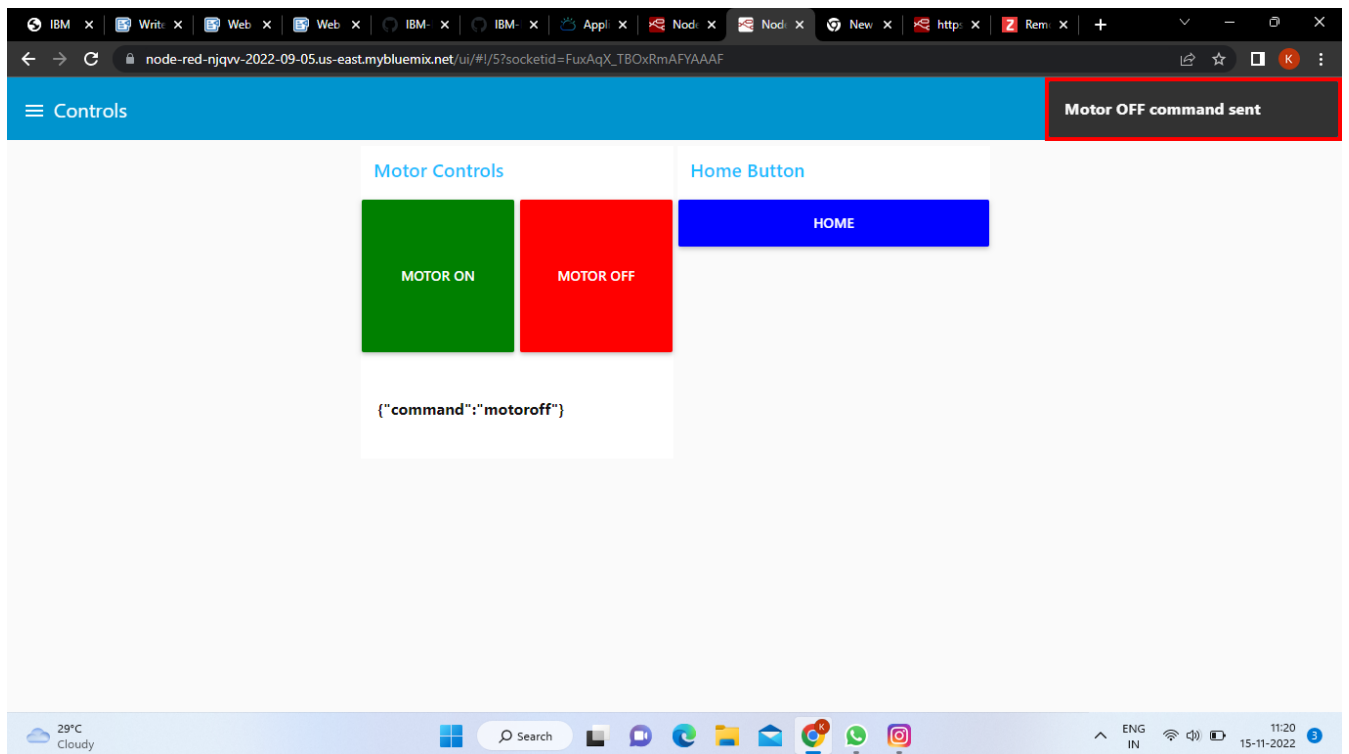 IBM
Write
Web
Web
IBM-
IBM-
Appli
Node
Node
New
https
Rem
node-red-njqvv-2022-09-05.us-east.mybluemix.net/ui/#!/5?socketid=FuxAqX_TBOxRmAFYAAAF
K
Controls
Motor OFF command sent
Motor Controls
Home Button
MOTOR ON
MOTOR OFF
HOME
{"command":"motoroff"}
29°C
Cloudy
Search
K
ENG
IN
11:20
15-11-2022
3